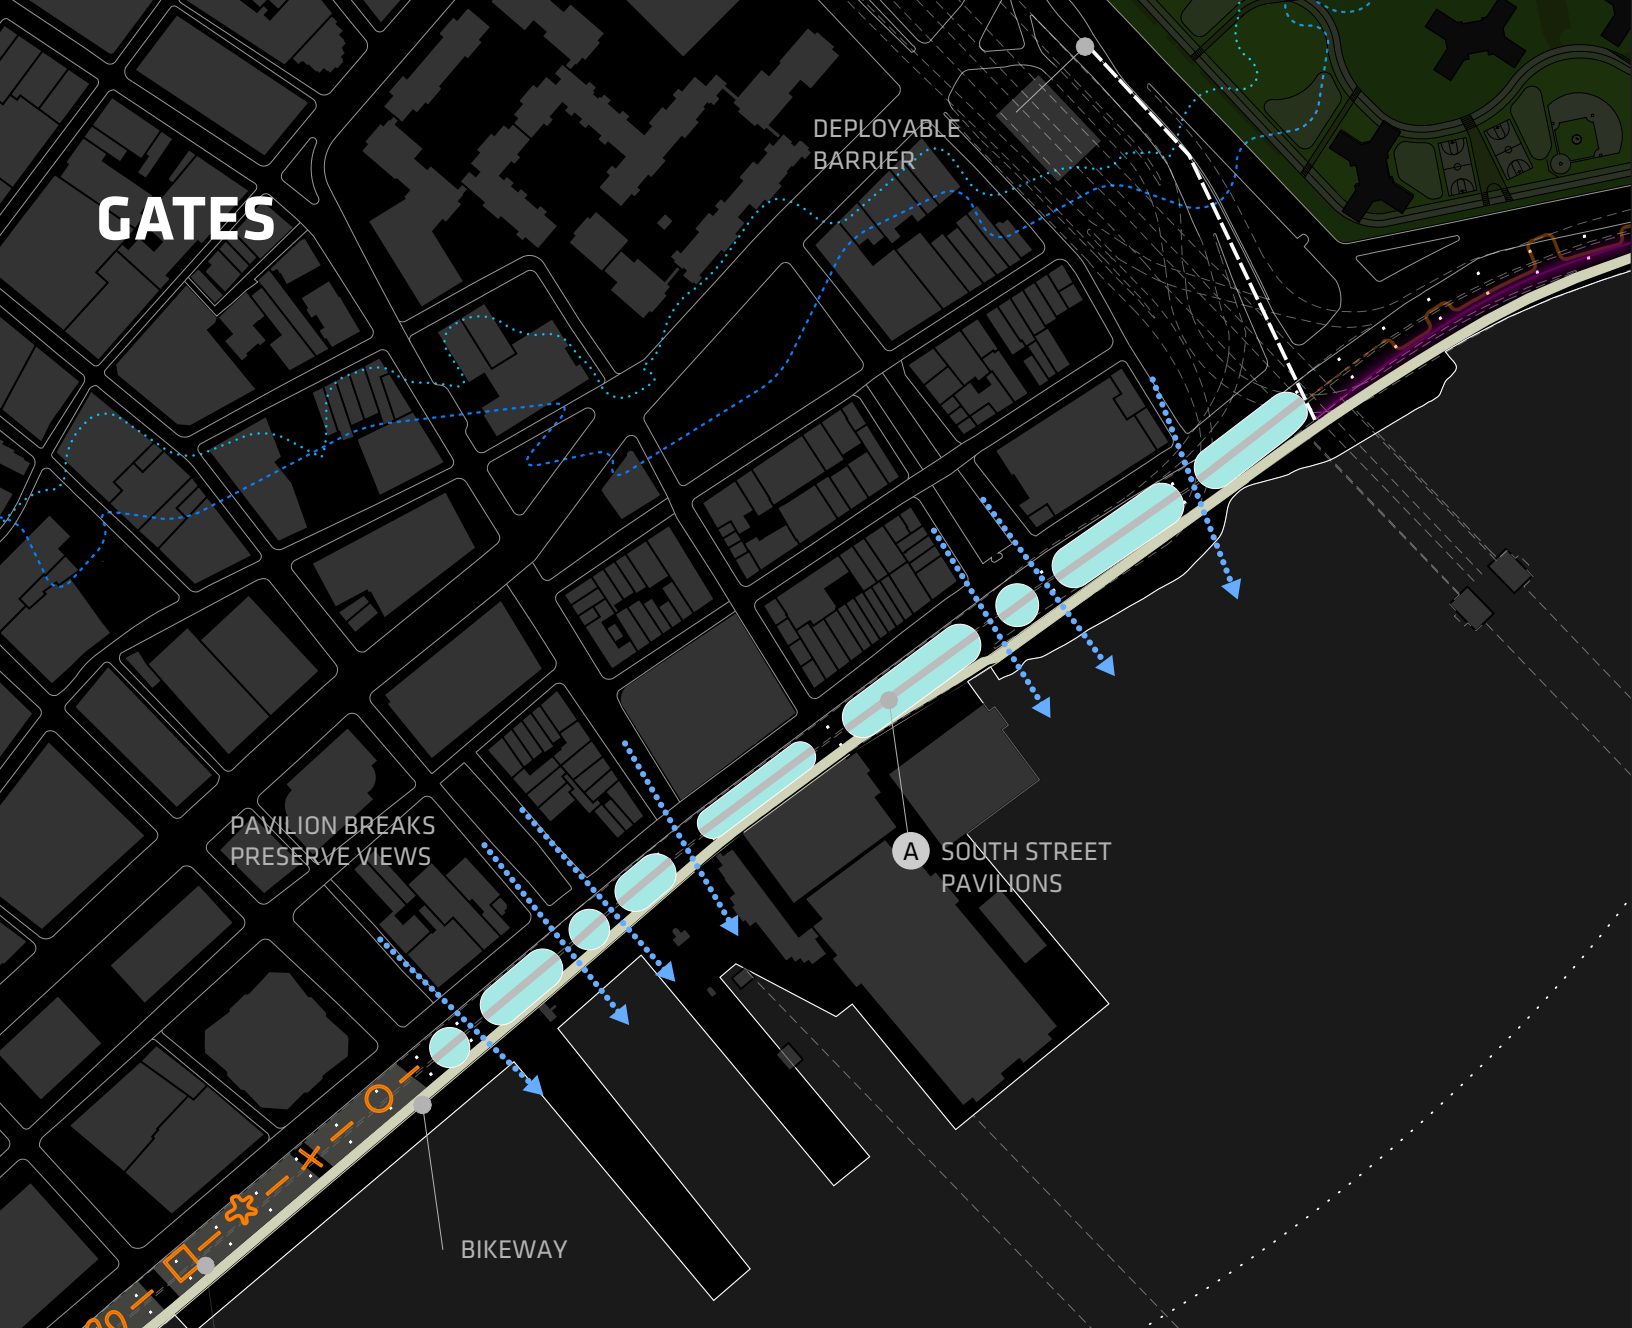 DEPLOYABLE
BARRIER
GATES
PAVILION BREAKS
PRESERVE VIEWS
A
SOUTH STREET
PAVILIONS
BIKEWAY